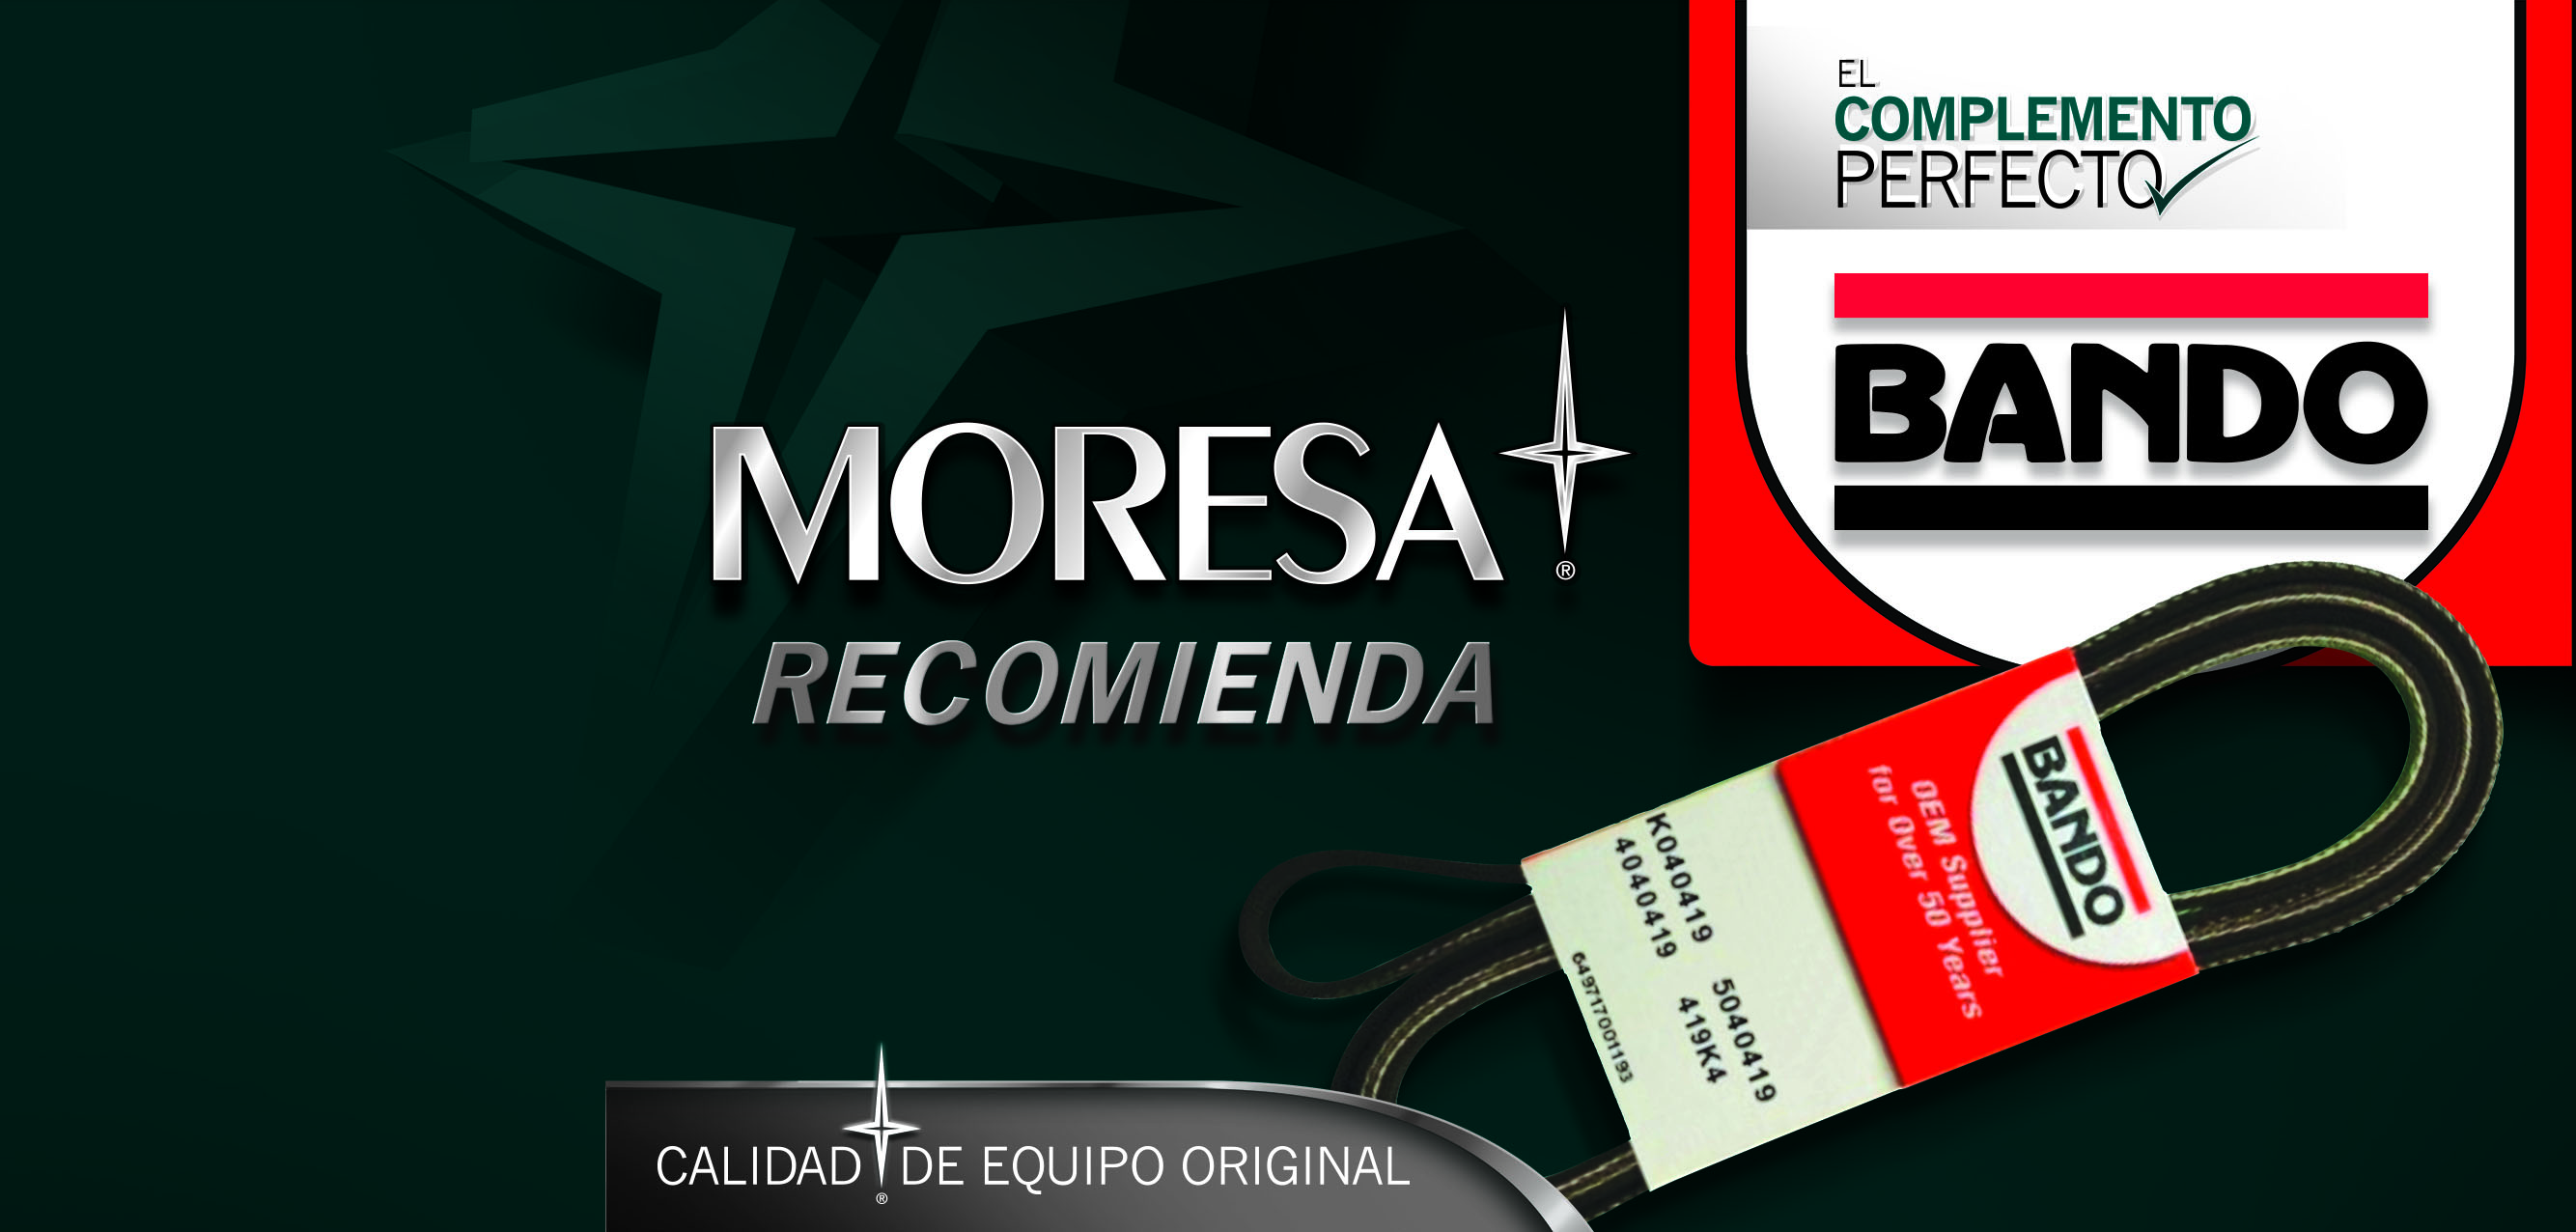 EL
COMPLEMENTO
PERFECTO
BANDO
MORESA
®
RECOMIENDA
BANDO
OEM Supplier
for Over 50 Years
K040419 5040419
4040419 419K4
649717001193
CALIDAD DE EQUIPO ORIGINAL
®